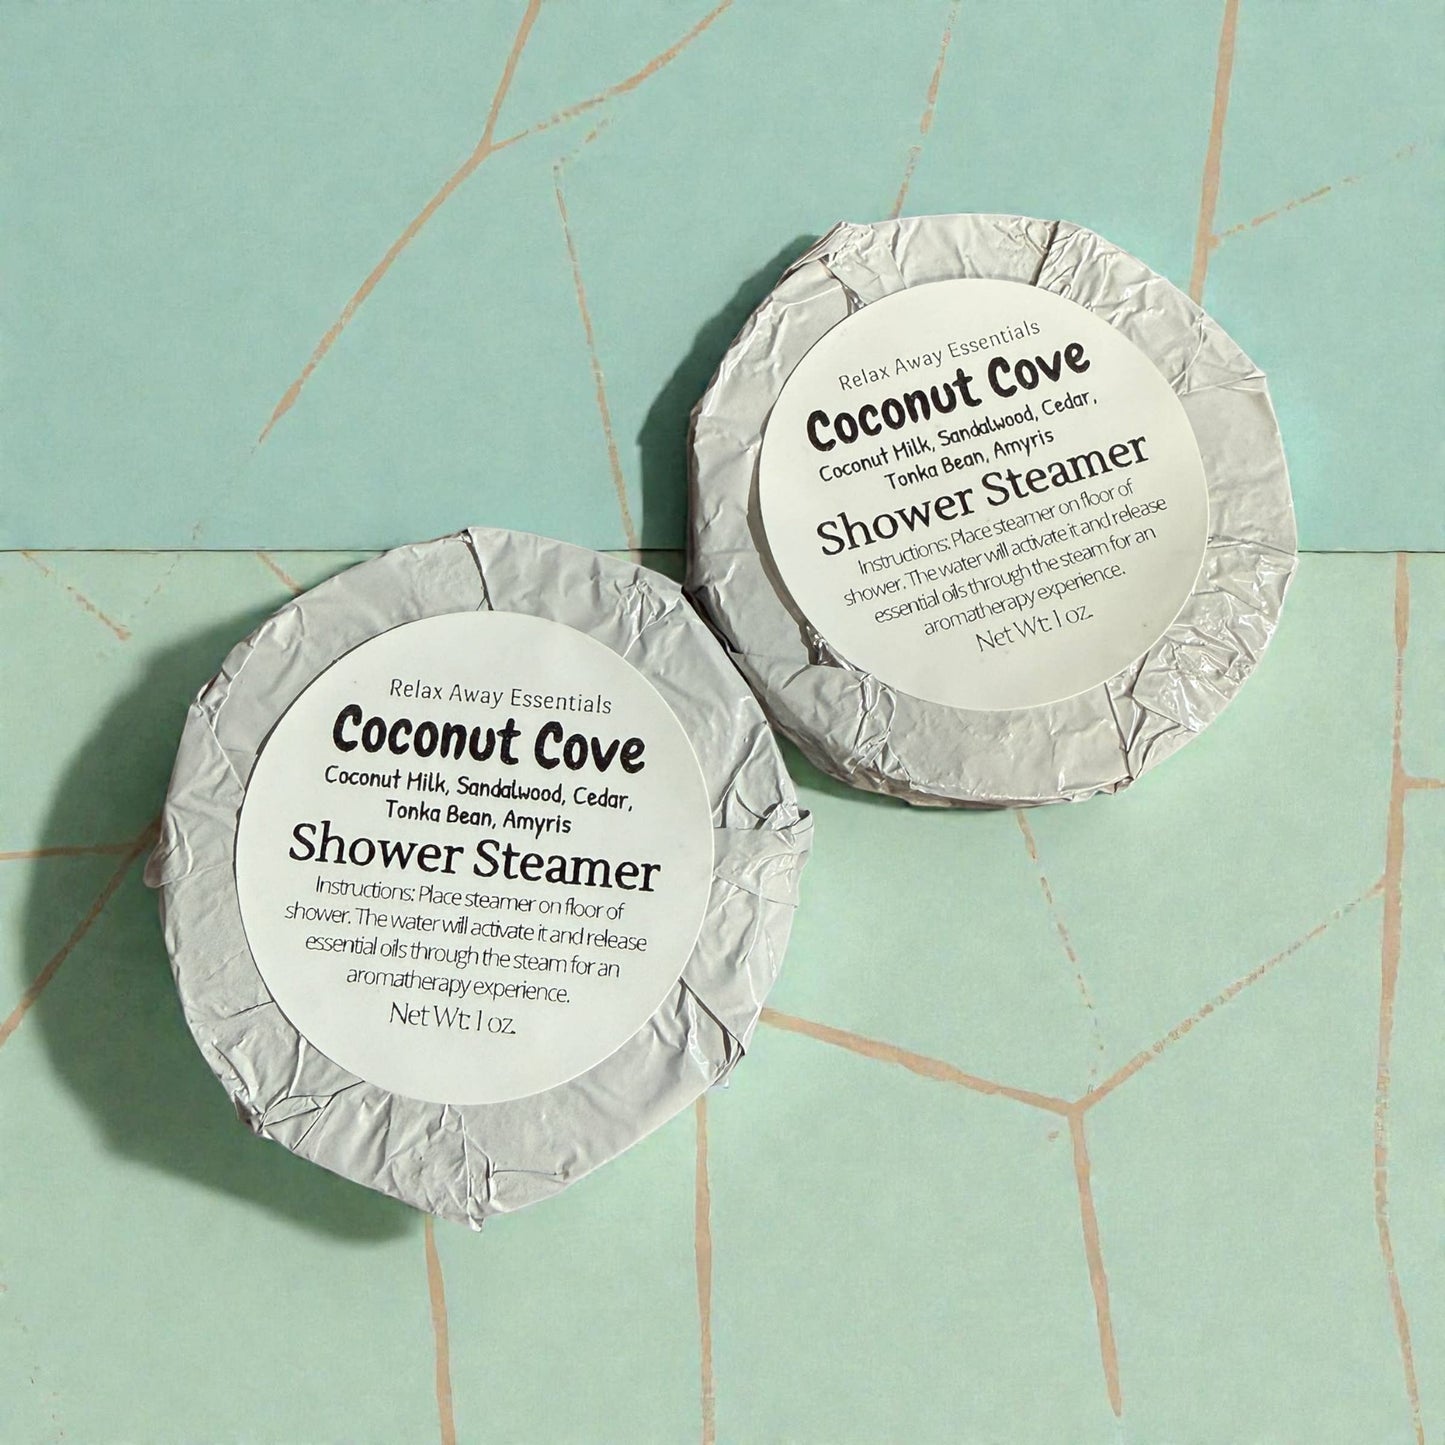 Relax Away Essentials
Coconut Cove
Coconut Milk, Sandalwood, Cedar,
Tonka Bean, Amyris
Shower Steamer
Instructions: Place steamer on floor of
shower. The water will activate it and release
essential oils through the steam for an
aromatherapy experience.
Net Wt: 1 oz.
Relax Away Essentials
Coconut Cove
Coconut Milk, Sandalwood, Cedar,
Tonka Bean, Amyris
Shower Steamer
Instructions: Place steamer on floor of
shower. The water will activate it and release
essential oils through the steam for an
aromatherapy experience.
Net Wt: 1 oz.